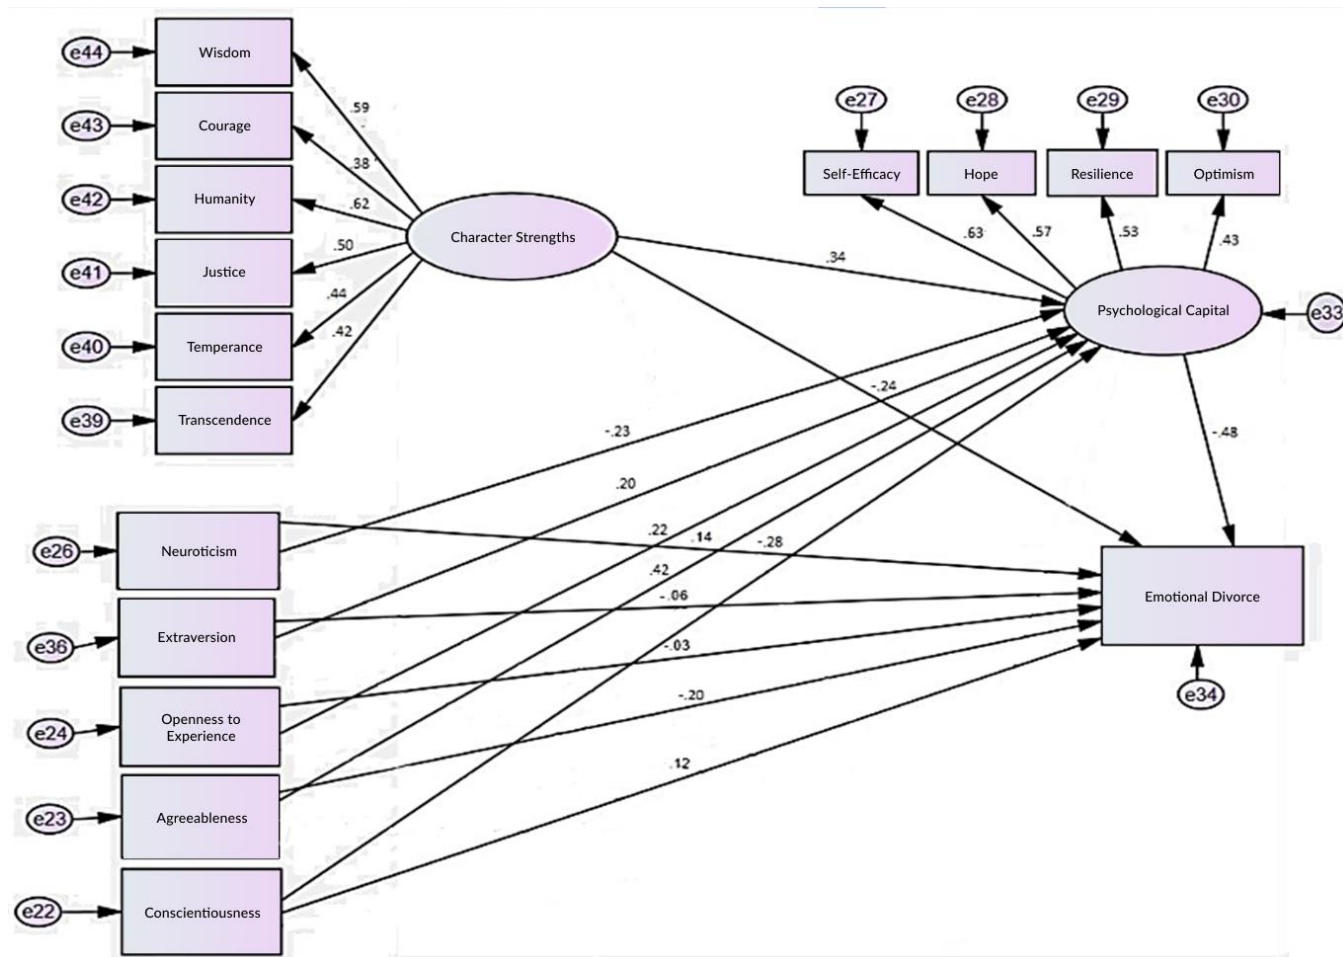 e44
Wisdom
.59
e43
Courage
.38
e42
Humanity
.62
e41
Justice
.50
e40
Temperance
.44
e39
Transcendence
.42
Character Strengths
e27
e28
e29
e30
Self-Efficacy
Hope
Resilience
Optimism
.63
.57
.53
.43
.34
Psychological Capital
e33
-.24
-.48
-.23
.20
e26
Neuroticism
.22
.14
-.28
.42
-.06
e36
Extraversion
-.03
e24
Openness to
Experience
-.20
Emotional Divorce
e34
.12
e23
Agreeableness
e22
Conscientiousness